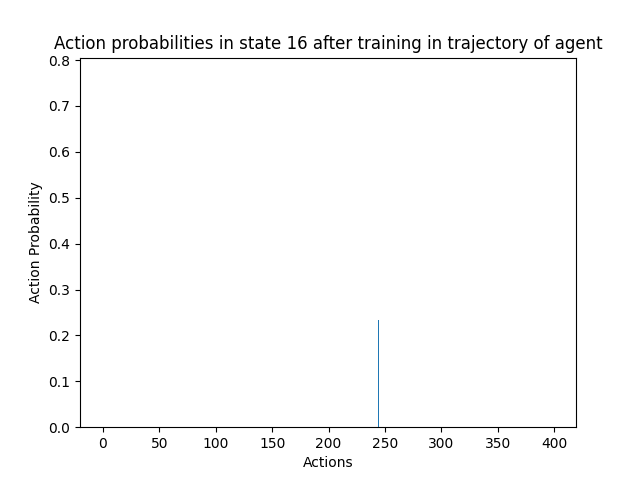 Action probabilities in state 16 after training in trajectory of agent
0.8
0.7
0.6
0.5
0.4
0.3
0.2
0.1
0.0
Action Probability
0 50 100 150 200 250 300 350 400
Actions